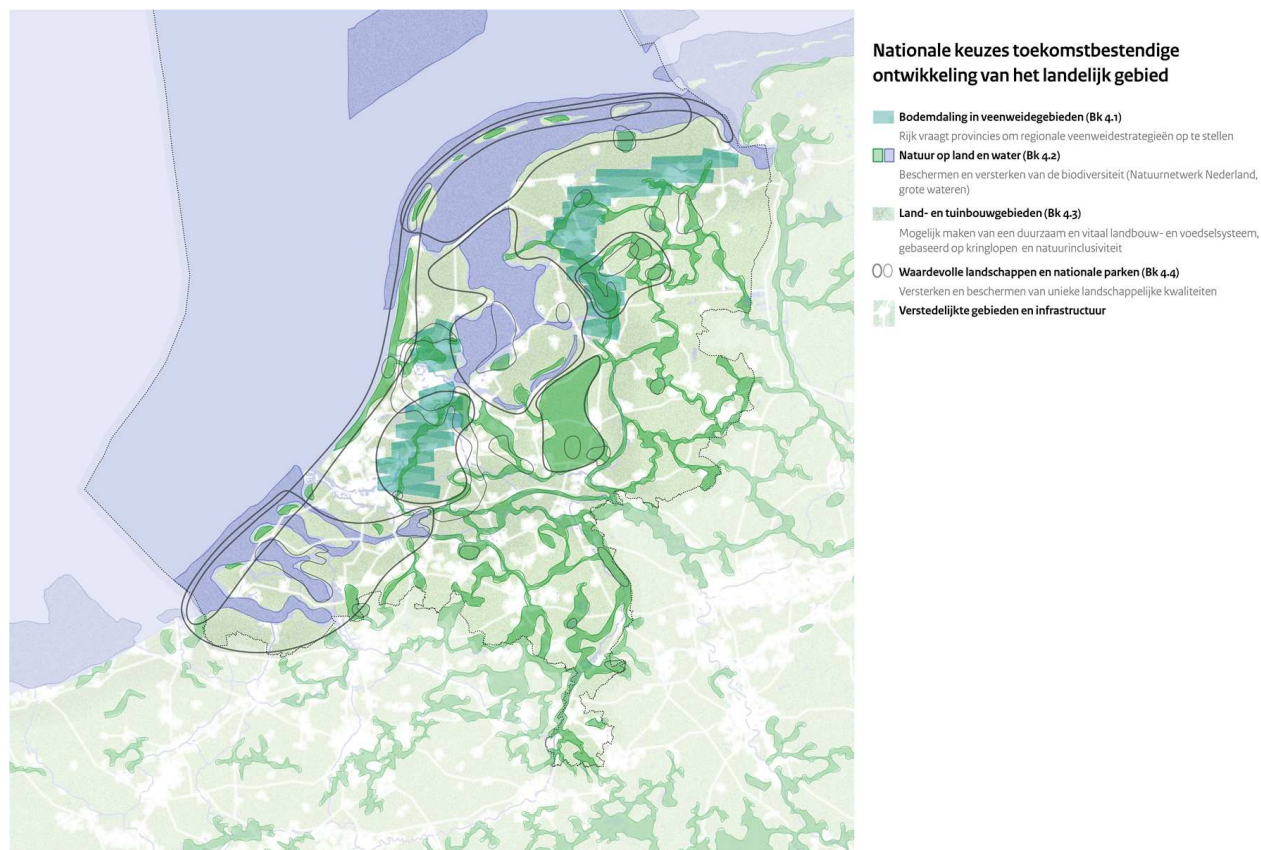 Nationale keuzes toekomstbestendige
ontwikkeling van het landelijk gebied
Bodemdaling in veenweidegebieden (Bk 4.1)
Rijk vraagt provincies om regionale veenweidestrategieën op te stellen
Natuur op land en water (Bk 4.2)
Beschermen en versterken van de biodiversiteit (Natuurnetwerk Nederland,
grote wateren)
Land- en tuinbouwgebieden (Bk 4.3)
Mogelijk maken van een duurzaam en vitaal landbouw- en voedselsysteem,
gebaseerd op kringlopen en natuurinclusiviteit
Waardevolle landschappen en nationale parken (Bk 4.4)
Versterken en beschermen van unieke landschappelijke kwaliteiten
Verstedelijkte gebieden en infrastructuur